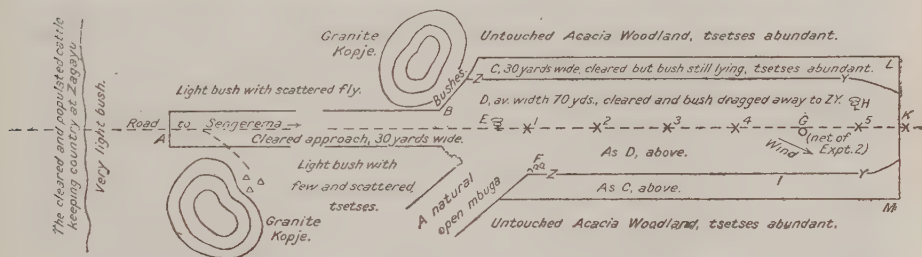 The cleared and populated cattle
keeping country at Zagayu
Very light bush.
Granite
Kopje.
Untouched Acacia Woodland, tsetses abundant.
L
Z
C, 30 yards wide, cleared but bush still lying, tsetses abundant.
Y
Light bush with scattered fly.
Bushes
B
D, av. width 70 yds., cleared and bush dragged away to ZY.
H
Road to Sengerema →
A
Cleared approach, 30 yards wide.
E
1
2
3
4
G
(net of
Expt. 2)
5
K
Wind
As D, above.
Light bush with
few and scattered
tsetses.
F
Z
I
Y
As C, above.
A natural
open mbuga
M
Granite
Kopje.
Untouched Acacia Woodland, tsetses abundant.